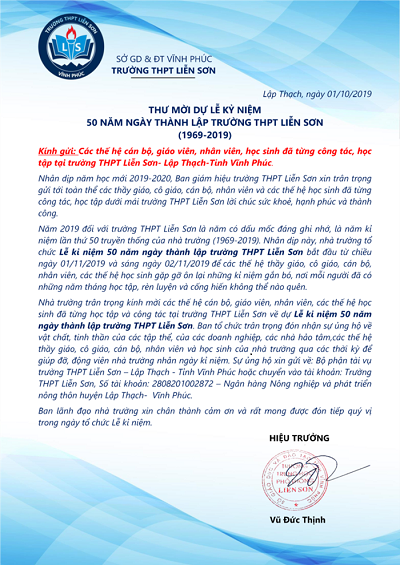 TRƯỜNG THPT LIỄN SƠN
LS
VĨNH PHÚC
SỞ GD & ĐT VĨNH PHÚC
TRƯỜNG THPT LIỄN SƠN
Lập Thạch, ngày 01/10/2019
THƯ MỜI DỰ LỄ KỶ NIỆM
50 NĂM NGÀY THÀNH LẬP TRƯỜNG THPT LIỄN SƠN
(1969-2019)
Kính gửi: Các thế hệ cán bộ, giáo viên, nhân viên, học sinh đã từng công tác, học
tập tại trường THPT Liễn Sơn- Lập Thạch-Tỉnh Vĩnh Phúc.
Nhân dịp năm học mới 2019-2020, Ban giám hiệu trường THPT Liễn Sơn xin trân trọng
gửi tới toàn thể các thầy giáo, cô giáo, cán bộ, nhân viên và các thế hệ học sinh đã từng
công tác, học tập dưới mái trường THPT Liễn Sơn lời chúc sức khoẻ, hạnh phúc và thành
công.
Năm 2019 đối với trường THPT Liễn Sơn là năm có dấu mốc đáng ghi nhớ, là năm kỉ
niệm lần thứ 50 truyền thống của nhà trường (1969-2019). Nhân dịp này, nhà trường tổ
chức Lễ kỉ niệm 50 năm ngày thành lập trường THPT Liễn Sơn bắt đầu từ chiều
ngày 01/11/2019 và sáng ngày 02/11/2019 để các thế hệ thầy giáo, cô giáo, cán bộ,
nhân viên, các thế hệ học sinh gặp gỡ ôn lại những kỉ niệm gắn bó, nơi mỗi người đã có
những năm tháng học tập, rèn luyện và cống hiến không thể nào quên.
Nhà trường trân trọng kính mời các thế hệ cán bộ, giáo viên, nhân viên, các thế hệ học
sinh đã từng học tập và công tác tại trường THPT Liễn Sơn về dự Lễ kỉ niệm 50 năm
ngày thành lập trường THPT Liễn Sơn. Ban tổ chức trân trọng đón nhận sự ủng hộ về
vật chất, tinh thần của các tập thể, của các doanh nghiệp, các nhà hảo tâm,các thế hệ
thầy giáo, cô giáo, cán bộ, nhân viên và học sinh của nhà trường qua các thời kỳ để
giúp đỡ, động viên nhà trường nhân ngày kỉ niệm. Sự ủng hộ xin gửi về: Bộ phận tài vụ
trường THPT Liễn Sơn – Lập Thạch - Tỉnh Vĩnh Phúc hoặc chuyển vào tài khoản: Trường
THPT Liễn Sơn, Số tài khoản: 2808201002872 – Ngân hàng Nông nghiệp và phát triển
nông thôn huyện Lập Thạch- Vĩnh Phúc.
Ban lãnh đạo nhà trường xin chân thành cảm ơn và rất mong được đón tiếp quý vị
trong ngày tổ chức Lễ kỉ niệm.
HIỆU TRƯỞNG
TRƯỜNG
TRUNG HỌC
PHỔ THÔNG
LIỄN SƠN
Vũ Đức Thịnh